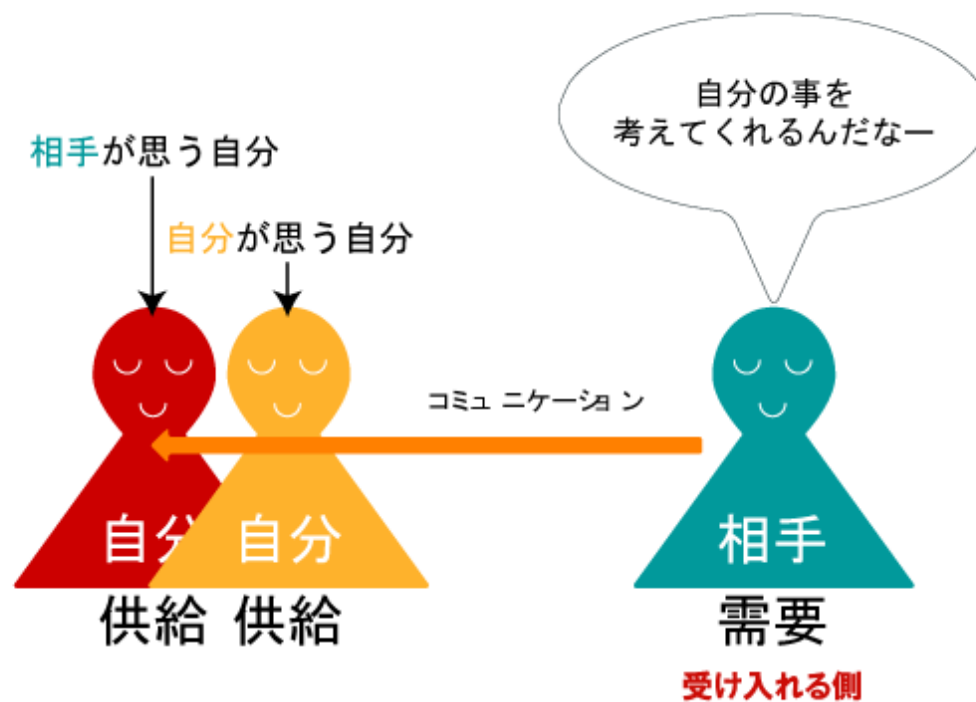 自分の事を
考えてくれるんだなー
相手が思う自分
自分が思う自分
コミュニケーション
自分
自分
相手
供給
供給
需要
受け入れる側